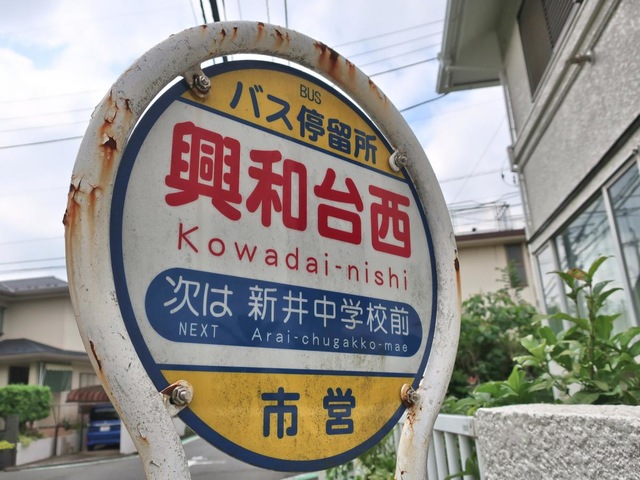 BUS
バス停留所
興和台西
Kowadai-nishi
次は 新井中学校前
NEXT Arai-chugakko-mae
市営